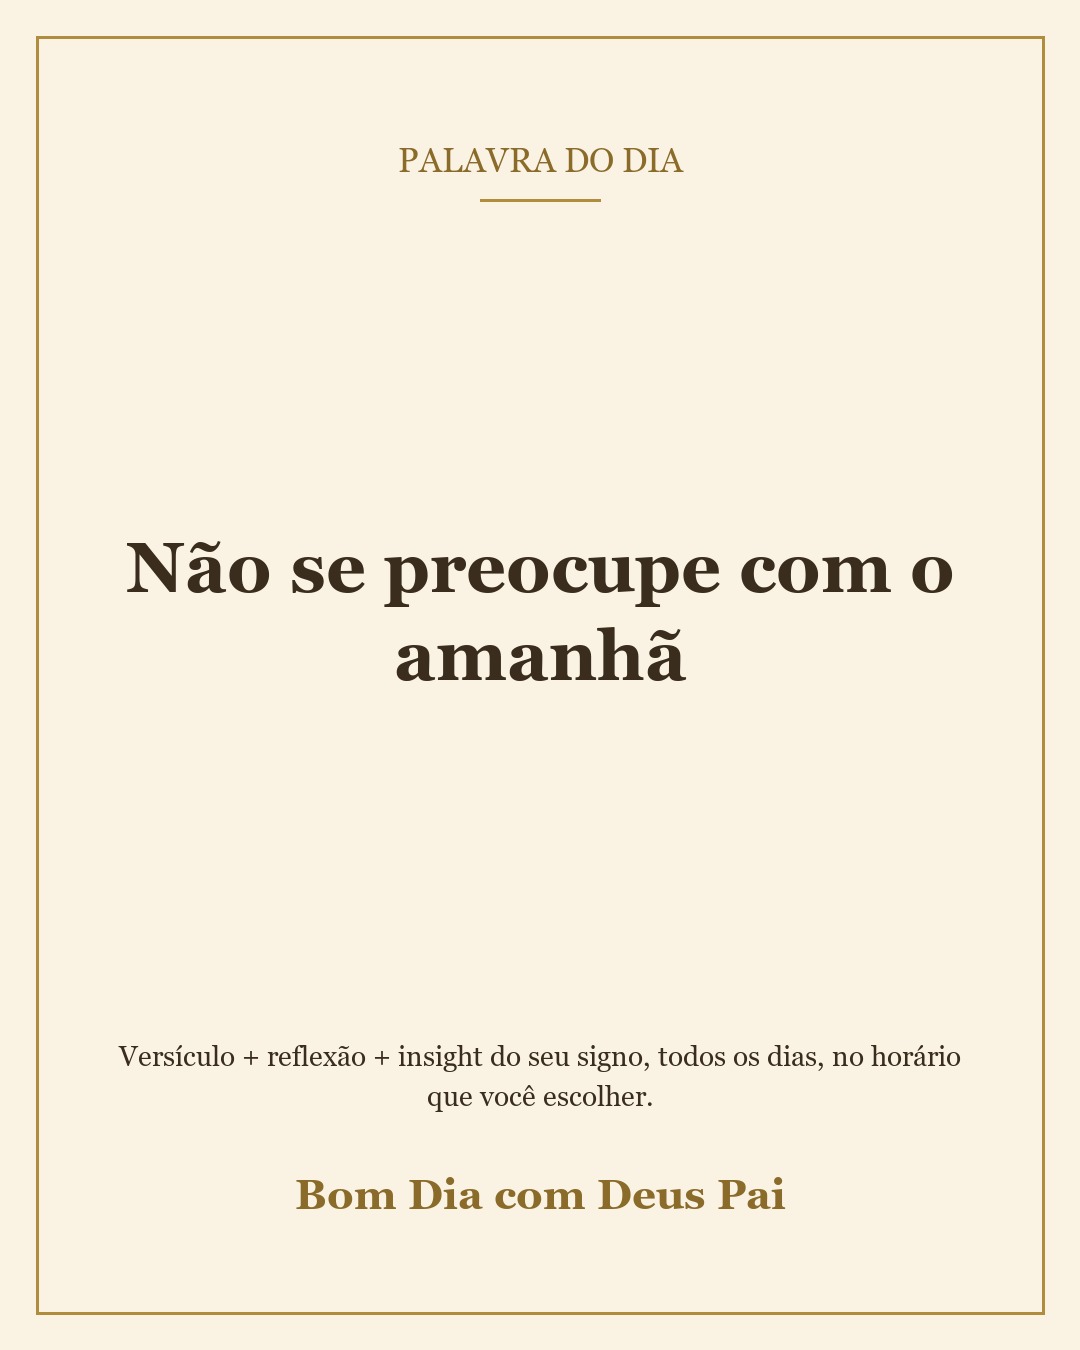 PALAVRA DO DIA
Não se preocupe com o
amanhã
Versículo + reflexão + insight do seu signo, todos os dias, no horário
que você escolher.
Bom Dia com Deus Pai